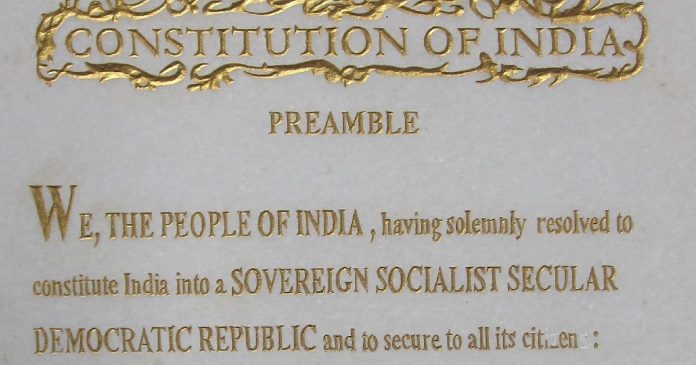 CONSTITUTION OF INDIA
PREAMBLE
WE, THE PEOPLE OF INDIA , having solemnly resolved to
constitute India into a SOVEREIGN SOCIALIST SECULAR
DEMOCRATIC REPUBLIC and to secure to all its :